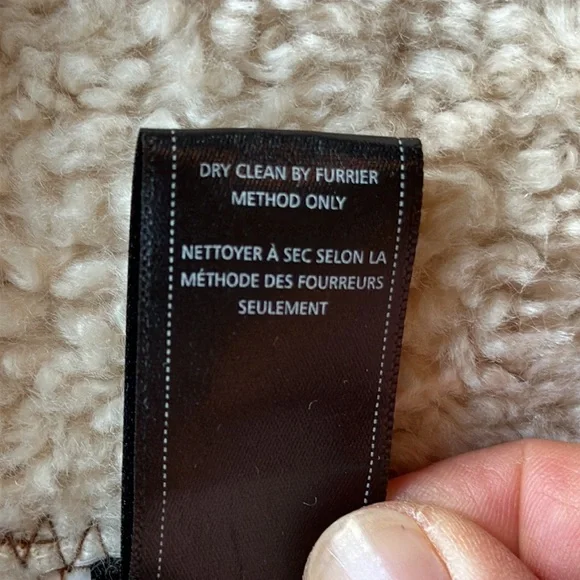 DRY CLEAN BY FURRIER
METHOD ONLY
NETTOYER À SEC SELON LA
MÉTHODE DES FOURREURS
SEULEMENT